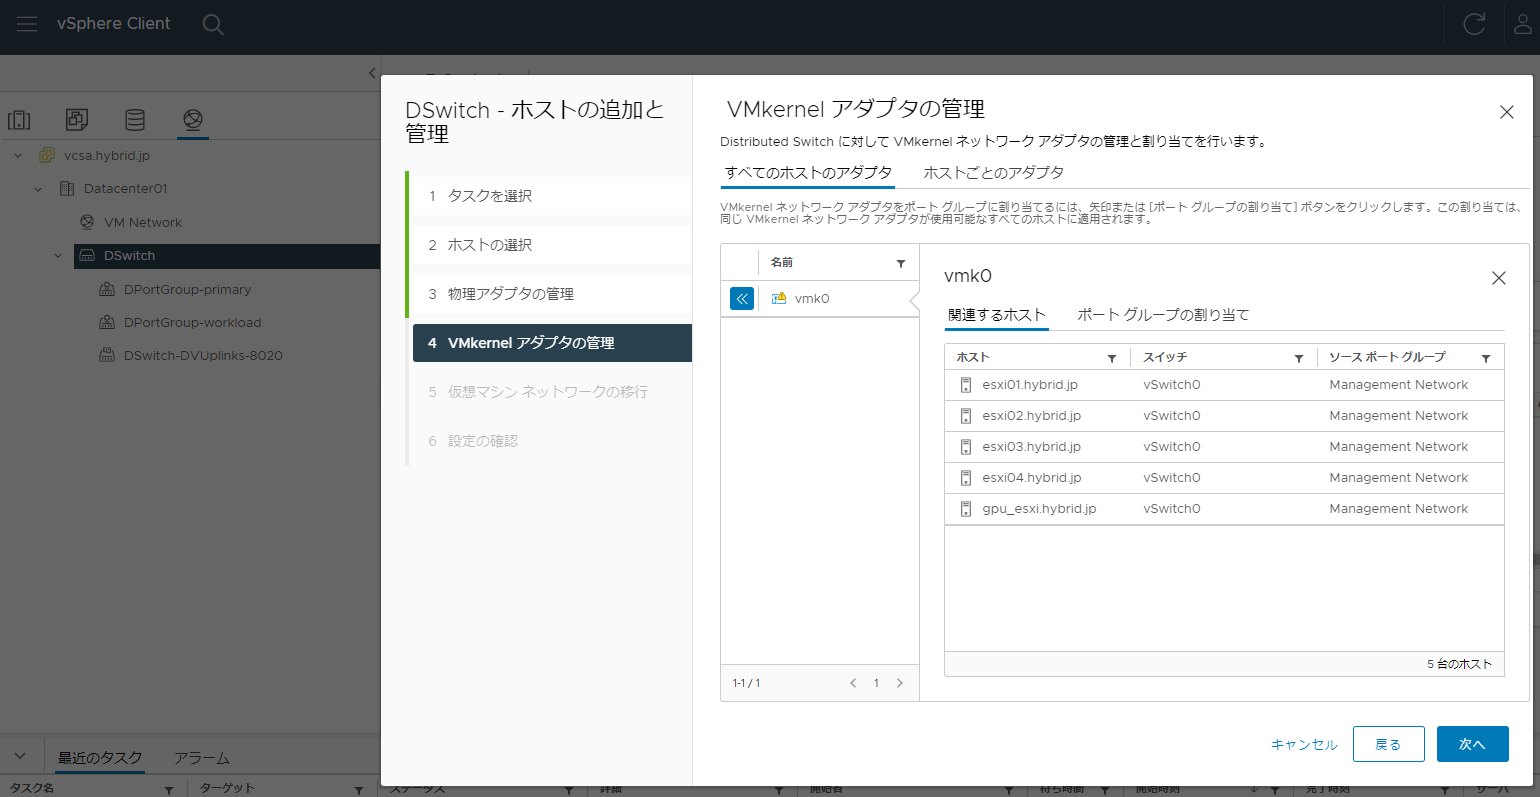 vSphere Client
vcsa.hybrid.jp
Datacenter01
VM Network
DSwitch
DPortGroup-primary
DPortGroup-workload
DSwitch-DVUplinks-8020
DSwitch - ホストの追加と
管理
1 タスクを選択
2 ホストの選択
3 物理アダプタの管理
4 VMkernel アダプタの管理
5 仮想マシン ネットワークの移行
6 設定の確認
VMkernel アダプタの管理
Distributed Switch に対して VMkernel ネットワーク アダプタの管理と割り当てを行います。
すべてのホストのアダプタ ホストごとのアダプタ
VMkernel ネットワーク アダプタをポート グループに割り当てるには、矢印または [ポート グループの割り当て] ボタンをクリックします。この割り当ては、
同じ VMkernel ネットワーク アダプタが使用可能なすべてのホストに適用されます。
名前
vmk0
1-1 / 1
1
vmk0
関連するホスト ポート グループの割り当て
ホスト スイッチ ソース ポート グループ
esxi01.hybrid.jp vSwitch0 Management Network
esxi02.hybrid.jp vSwitch0 Management Network
esxi03.hybrid.jp vSwitch0 Management Network
esxi04.hybrid.jp vSwitch0 Management Network
gpu_esxi.hybrid.jp vSwitch0 Management Network
5 台のホスト
キャンセル 戻る 次へ
最近のタスク アラーム
タスク名 ターゲット ステータス 詳細 開始者 待ち時間 開始時刻 完了時刻 サーバ